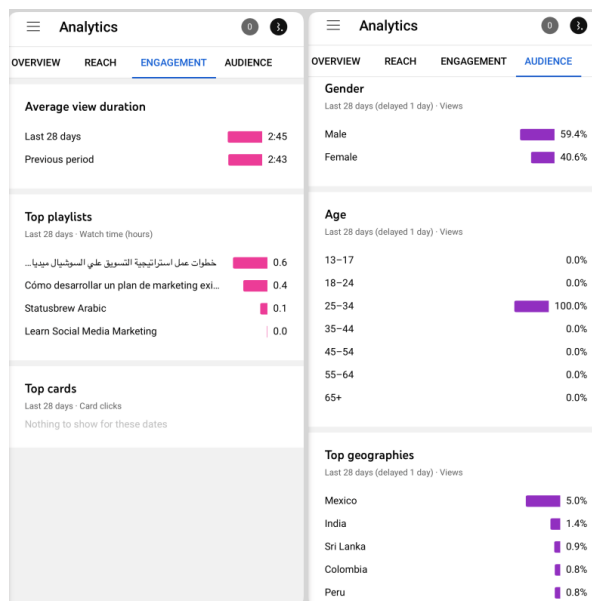 Analytics
0
OVERVIEW REACH ENGAGEMENT AUDIENCE
Average view duration
Last 28 days 2:45
Previous period 2:43
Top playlists
Last 28 days · Watch time (hours)
خطوات عمل استراتيجية التسويق علي السوشيال ميديا... 0.6
Cómo desarrollar un plan de marketing exi... 0.4
Statusbrew Arabic 0.1
Learn Social Media Marketing 0.0
Top cards
Last 28 days · Card clicks
Nothing to show for these dates
Analytics
0
OVERVIEW REACH ENGAGEMENT AUDIENCE
Gender
Last 28 days (delayed 1 day) · Views
Male 59.4%
Female 40.6%
Age
Last 28 days (delayed 1 day) · Views
13–17 0.0%
18–24 0.0%
25–34 100.0%
35–44 0.0%
45–54 0.0%
55–64 0.0%
65+ 0.0%
Top geographies
Last 28 days (delayed 1 day) · Views
Mexico 5.0%
India 1.4%
Sri Lanka 0.9%
Colombia 0.8%
Peru 0.8%